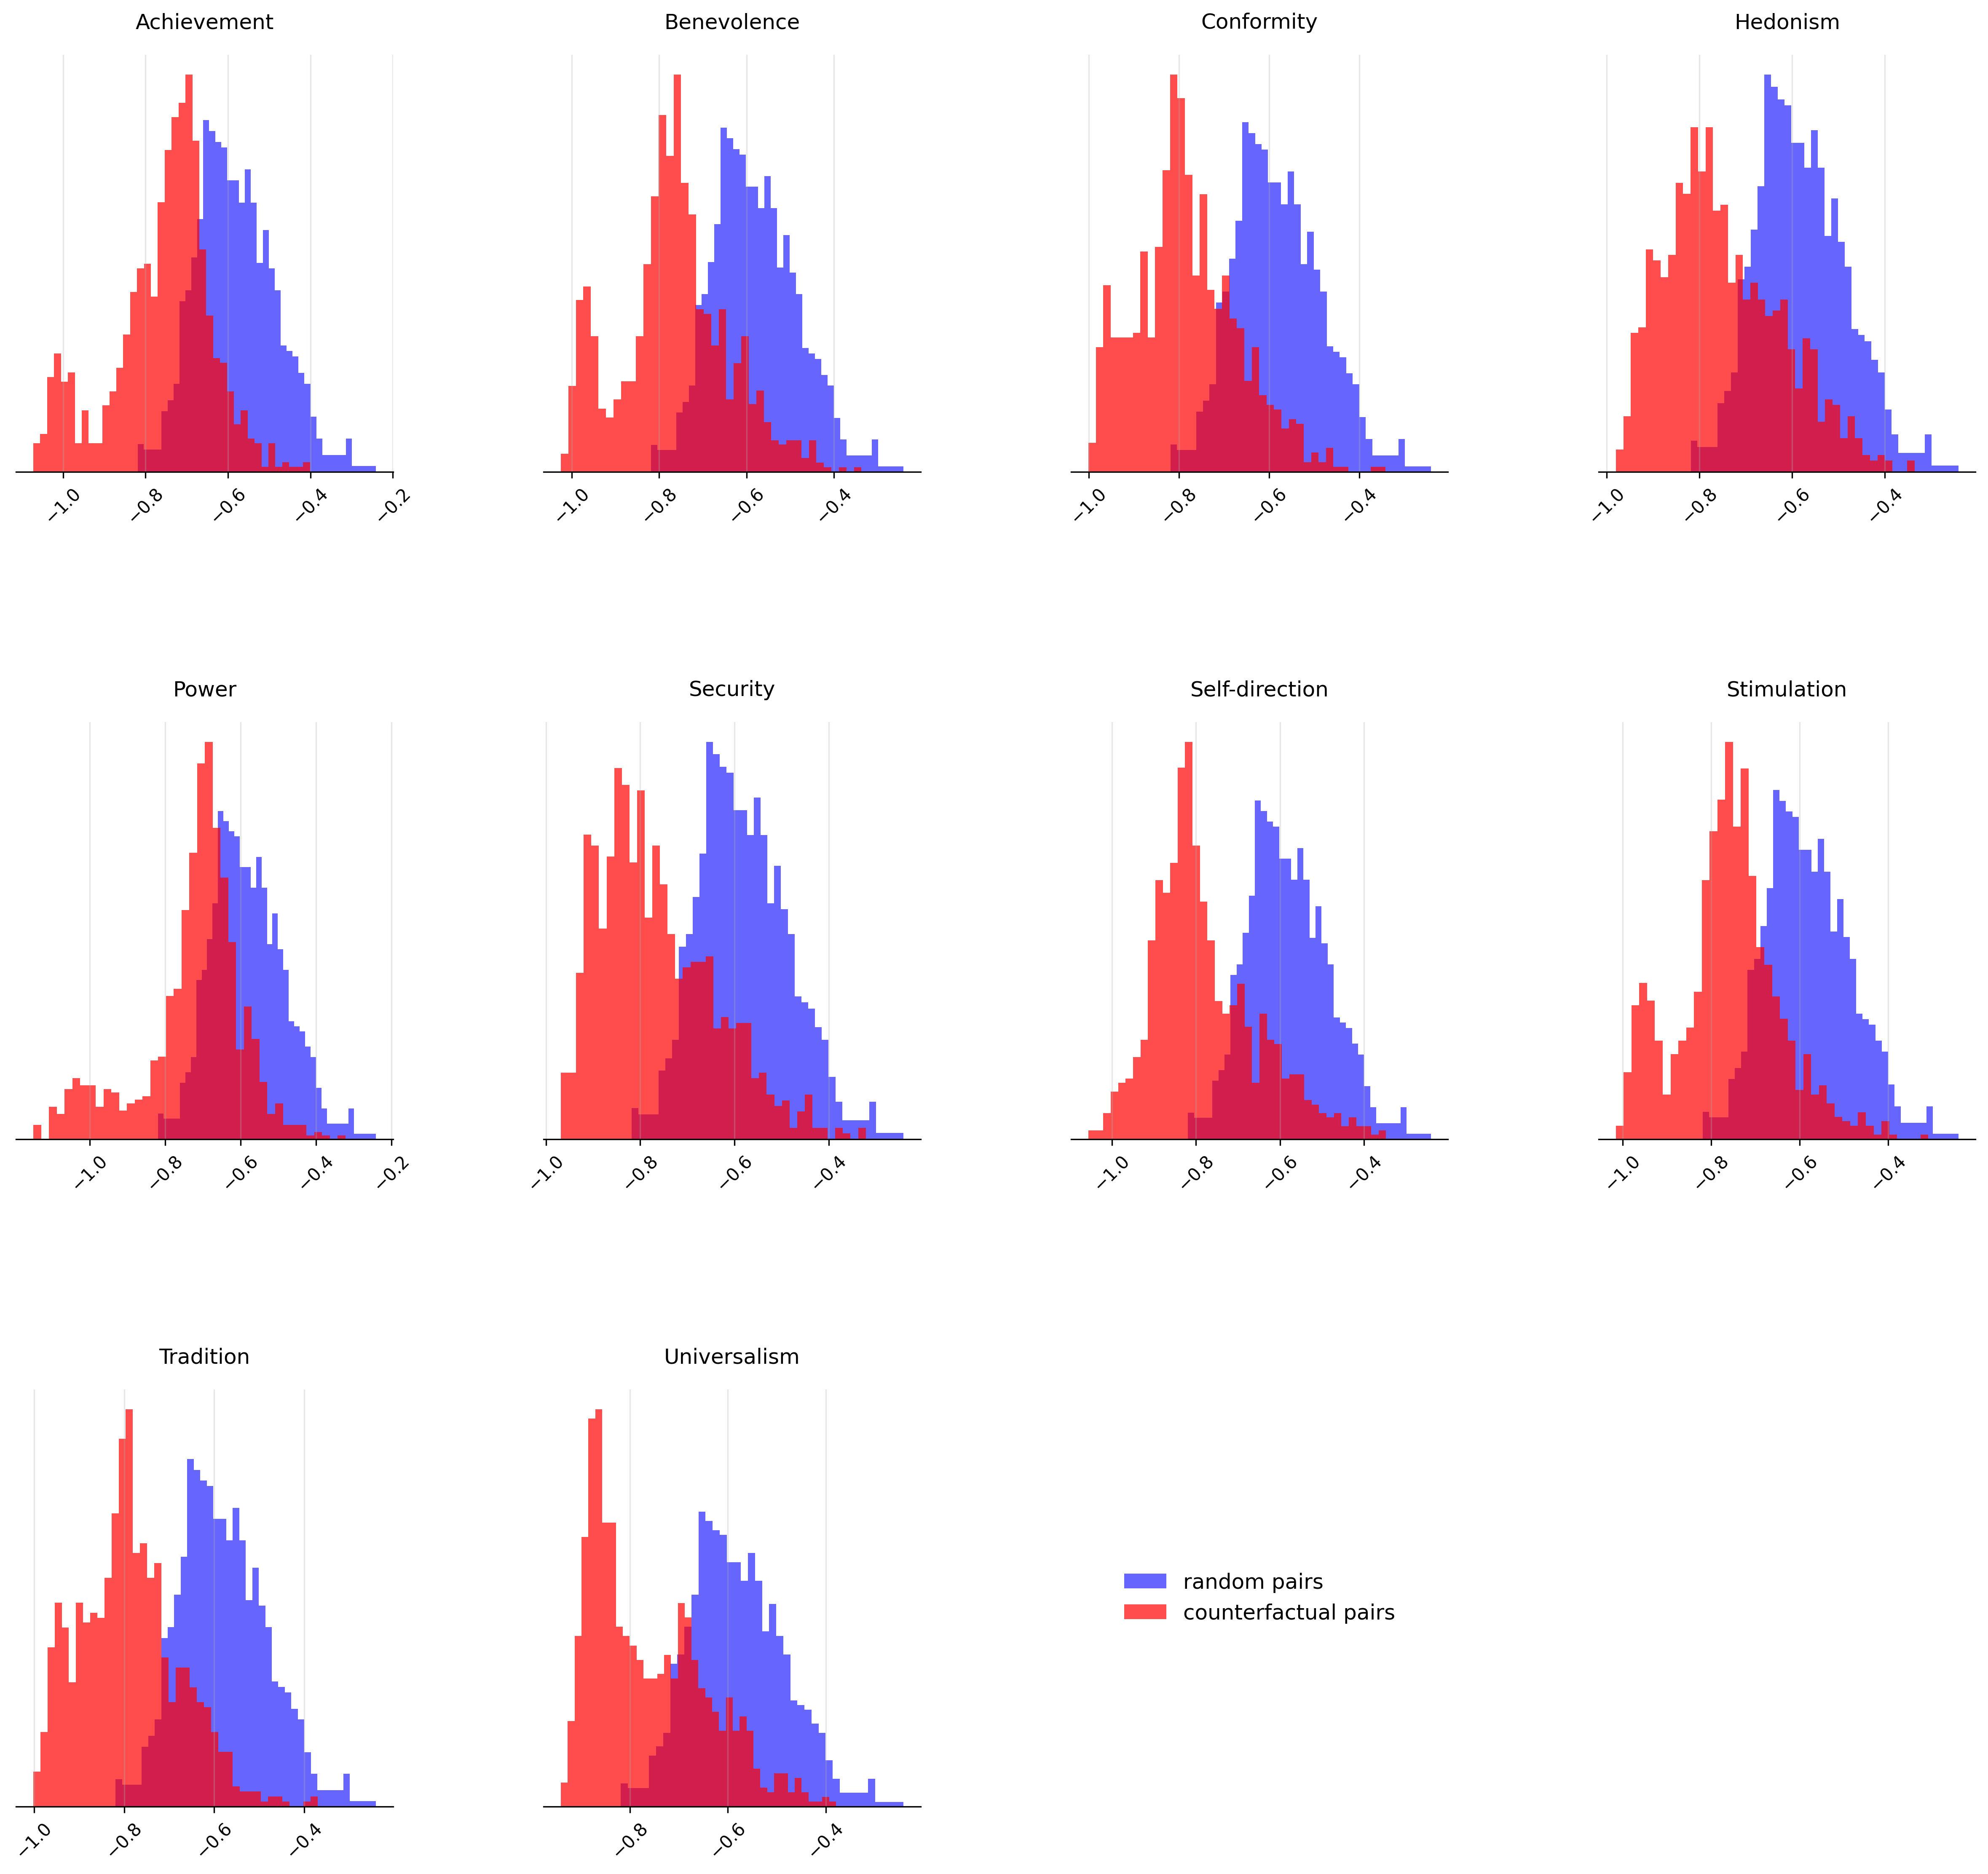 Achievement
Benevolence
Conformity
Hedonism
−1.0 −0.8 −0.6 −0.4 −0.2
−1.0 −0.8 −0.6 −0.4
−1.0 −0.8 −0.6 −0.4
−1.0 −0.8 −0.6 −0.4
Power
Security
Self-direction
Stimulation
−1.0 −0.8 −0.6 −0.4 −0.2
−1.0 −0.8 −0.6 −0.4
−1.0 −0.8 −0.6 −0.4
−1.0 −0.8 −0.6 −0.4
Tradition
Universalism
random pairs
counterfactual pairs
−1.0 −0.8 −0.6 −0.4
−0.8 −0.6 −0.4